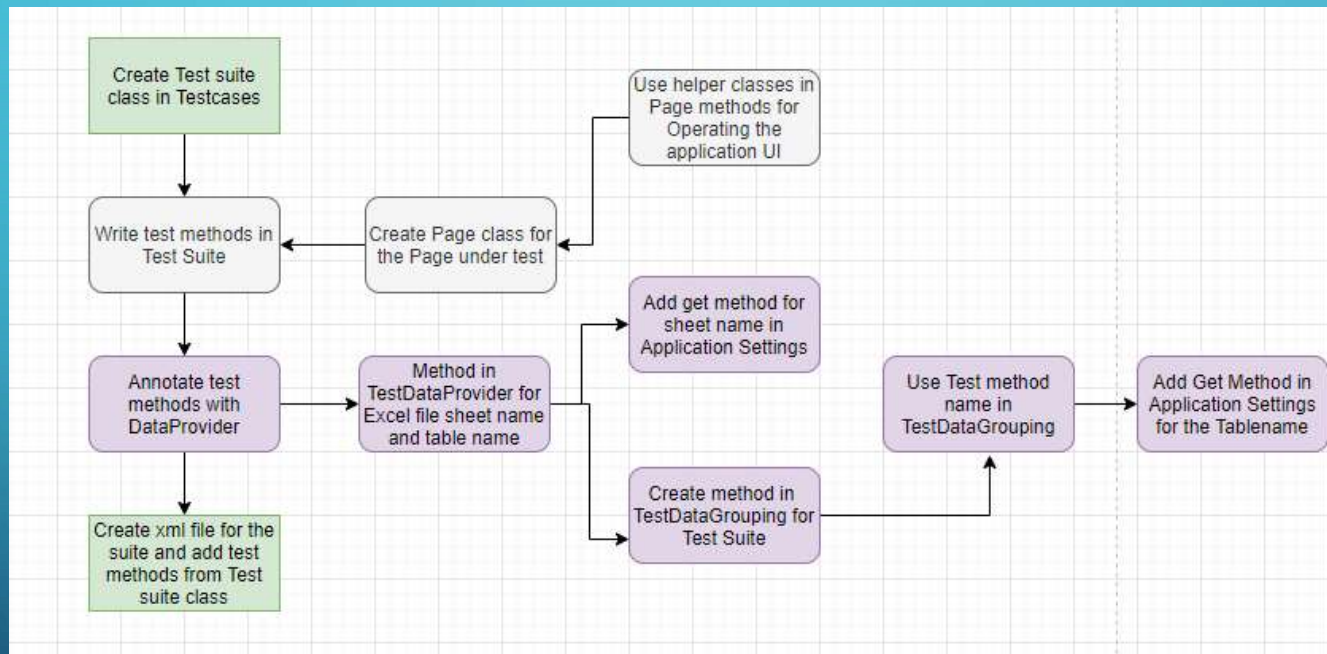 Create Test suite
class in Testcases
Use helper classes in
Page methods for
Operating the
application UI
Write test methods in
Test Suite
Create Page class for
the Page under test
Add get method for
sheet name in
Application Settings
Annotate test
methods with
DataProvider
Method in
TestDataProvider for
Excel file sheet name
and table name
Use Test method
name in
TestDataGrouping
Add Get Method in
Application Settings
for the Tablename
Create method in
TestDataGrouping for
Test Suite
Create xml file for the
suite and add test
methods from Test
suite class